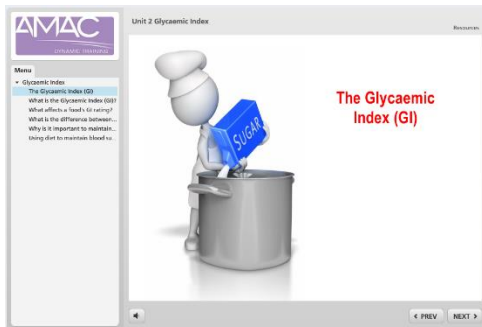 AMAC
DYNAMIC TRAINING
Unit 2 Glycaemic Index
Resources
Menu
Glycaemic Index
The Glycaemic Index (GI)
What is the Glycaemic Index (GI)?
What affects a food's GI rating?
What is the difference between...
Why is it important to maintain...
Using diet to maintain blood su...
SUGAR
The Glycaemic
Index (GI)
PREV
NEXT